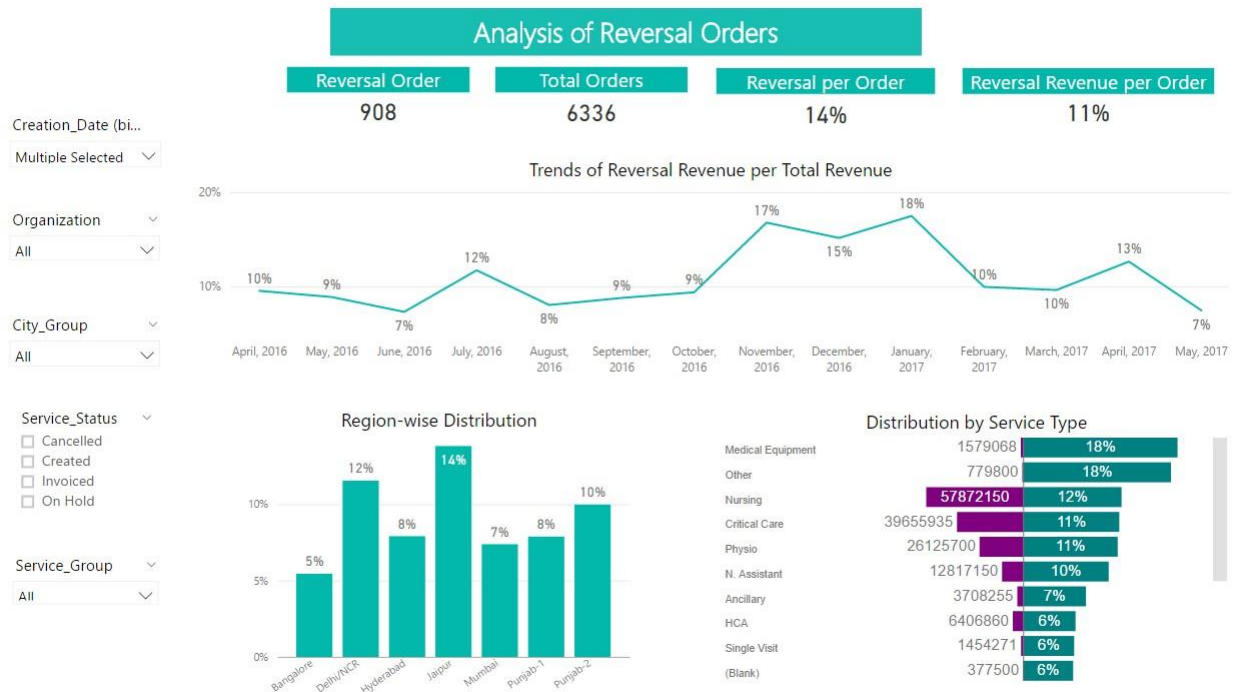 Analysis of Reversal Orders
Reversal Order
Total Orders
Reversal per Order
Reversal Revenue per Order
908
6336
14%
11%
Creation_Date (bi...
Multiple Selected
Organization
All
City_Group
All
Service_Status
Cancelled
Created
Invoiced
On Hold
Service_Group
All
Trends of Reversal Revenue per Total Revenue
20%
10%
10%
9%
7%
12%
8%
9%
9%
17%
15%
18%
10%
10%
13%
7%
April, 2016
May, 2016
June, 2016
July, 2016
August,
2016
September,
2016
October,
2016
November,
2016
December,
2016
January,
2017
February,
2017
March, 2017
April, 2017
May, 2017
Region-wise Distribution
10%
5%
0%
5%
12%
8%
14%
7%
8%
10%
Bangalore
Delhi/NCR
Hyderabad
Jaipur
Mumbai
Punjab-1
Punjab-2
Distribution by Service Type
Medical Equipment 1579068 18%
Other 779800 18%
Nursing 57872150 12%
Critical Care 39655935 11%
Physio 26125700 11%
N. Assistant 12817150 10%
Ancillary 3708255 7%
HCA 6406860 6%
Single Visit 1454271 6%
(Blank) 377500 6%